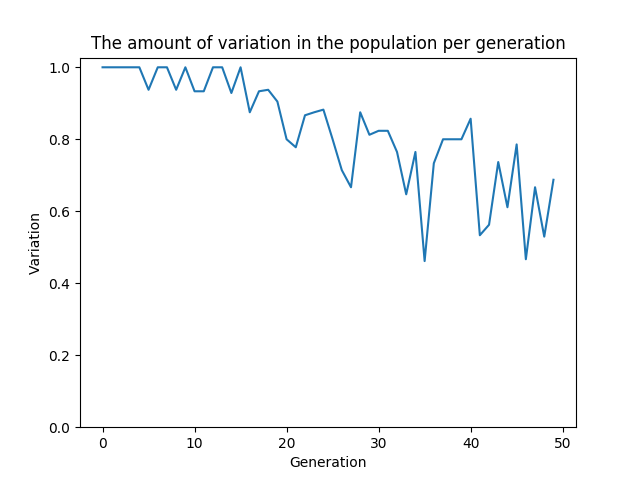 The amount of variation in the population per generation
1.0
0.8
0.6
0.4
0.2
0.0
Variation
0 10 20 30 40 50
Generation